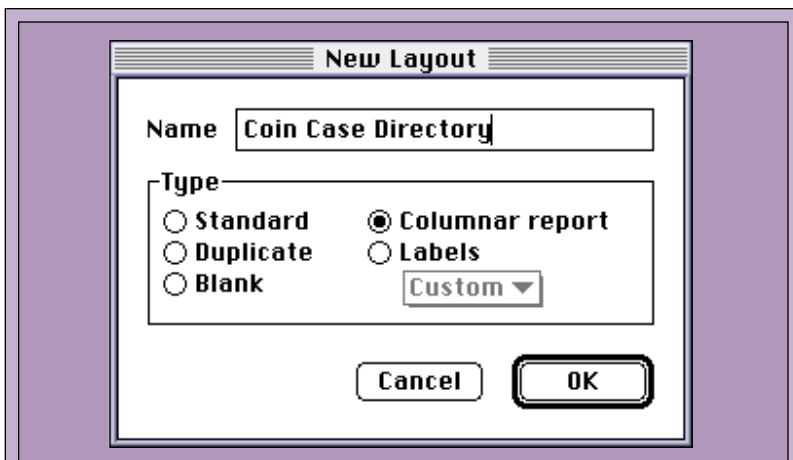 New Layout
Name Coin Case Directory
Type
Standard Columnar report
Duplicate Labels
Blank Custom
Cancel OK